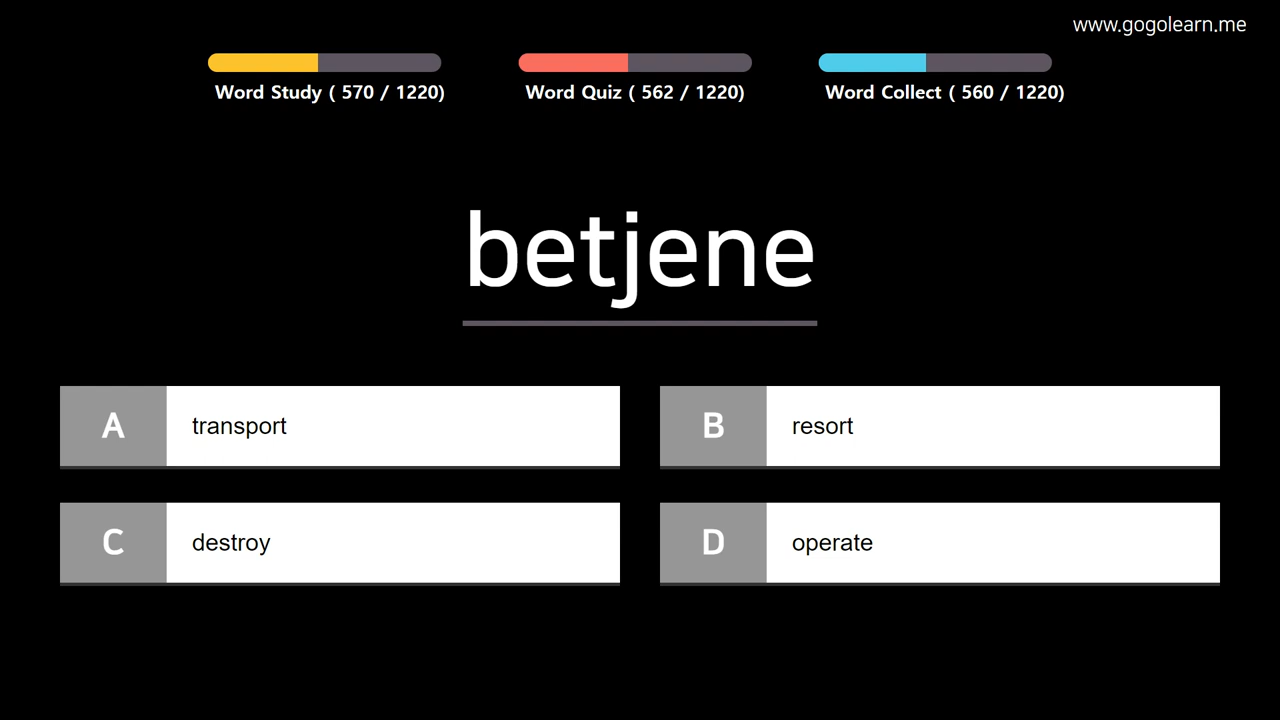 www.gogolearn.me
Word Study ( 570 / 1220)
Word Quiz ( 562 / 1220)
Word Collect ( 560 / 1220)
betjene
A transport
B resort
C destroy
D operate